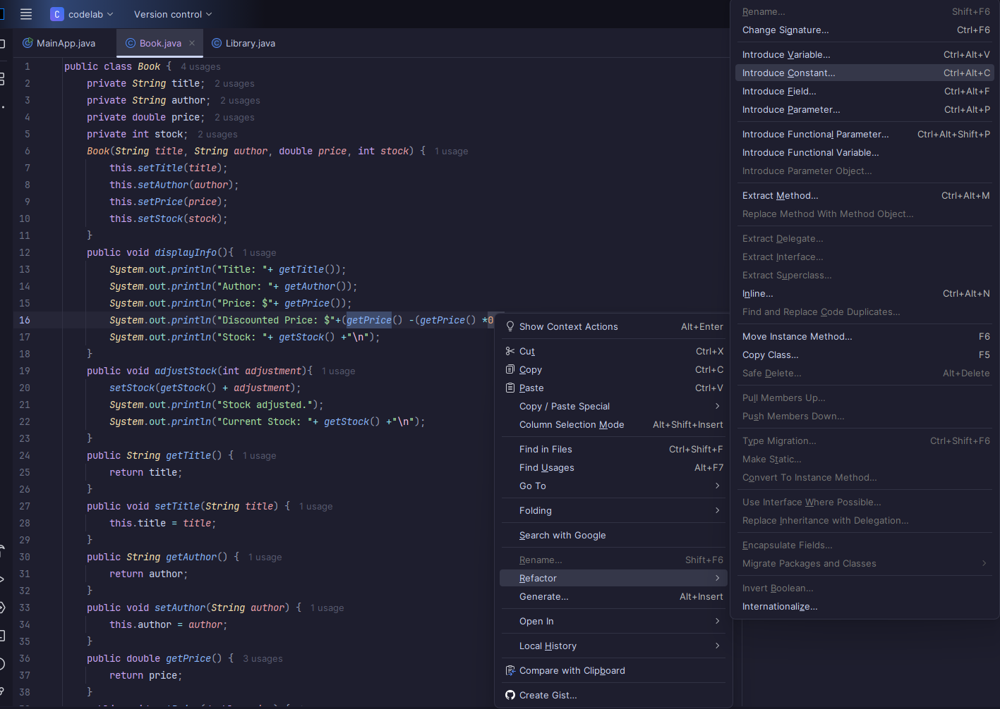 C codelab Version control
MainApp.java Book.java Library.java
1 public class Book { 4 usages
2 private String title; 2 usages
3 private String author; 2 usages
4 private double price; 2 usages
5 private int stock; 2 usages
6 Book(String title, String author, double price, int stock) { 1 usage
7 this.setTitle(title);
8 this.setAuthor(author);
9 this.setPrice(price);
10 this.setStock(stock);
11 }
12 public void displayInfo(){ 1 usage
13 System.out.println("Title: "+ getTitle());
14 System.out.println("Author: "+ getAuthor());
15 System.out.println("Price: $"+ getPrice());
16 System.out.println("Discounted Price: $"+(getPrice() -(getPrice() *0
17 System.out.println("Stock: "+ getStock() +"\n");
18 }
19 public void adjustStock(int adjustment){ 1 usage
20 setStock(getStock() + adjustment);
21 System.out.println("Stock adjusted.");
22 System.out.println("Current Stock: "+ getStock() +"\n");
23 }
24 public String getTitle() { 1 usage
25 return title;
26 }
27 public void setTitle(String title) { 1 usage
28 this.title = title;
29 }
30 public String getAuthor() { 1 usage
31 return author;
32 }
33 public void setAuthor(String author) { 1 usage
34 this.author = author;
35 }
36 public double getPrice() { 3 usages
37 return price;
38 }
Show Context Actions Alt+Enter
Cut Ctrl+X
Copy Ctrl+C
Paste Ctrl+V
Copy / Paste Special
Column Selection Mode Alt+Shift+Insert
Find in Files Ctrl+Shift+F
Find Usages Alt+F7
Go To
Folding
Search with Google
Rename... Shift+F6
Refactor
Generate... Alt+Insert
Open In
Local History
Compare with Clipboard
Create Gist...
Rename... Shift+F6
Change Signature... Ctrl+F6
Introduce Variable... Ctrl+Alt+V
Introduce Constant... Ctrl+Alt+C
Introduce Field... Ctrl+Alt+F
Introduce Parameter... Ctrl+Alt+P
Introduce Functional Parameter... Ctrl+Alt+Shift+P
Introduce Functional Variable...
Introduce Parameter Object...
Extract Method... Ctrl+Alt+M
Replace Method With Method Object...
Extract Delegate...
Extract Interface...
Extract Superclass...
Inline... Ctrl+Alt+N
Find and Replace Code Duplicates...
Move Instance Method... F6
Copy Class... F5
Safe Delete... Alt+Delete
Pull Members Up...
Push Members Down...
Type Migration... Ctrl+Shift+F6
Make Static...
Convert To Instance Method...
Use Interface Where Possible...
Replace Inheritance with Delegation...
Encapsulate Fields...
Migrate Packages and Classes
Invert Boolean...
Internationalize...